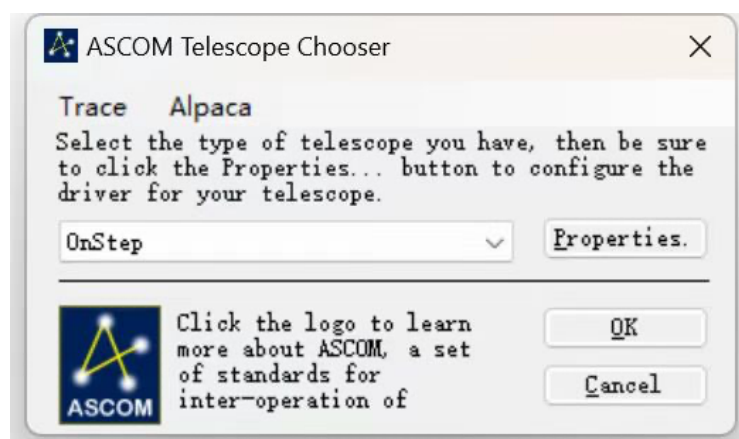 ASCOM Telescope Chooser
Trace Alpaca
Select the type of telescope you have, then be sure
to click the Properties... button to configure the
driver for your telescope.
OnStep
Properties.
Click the logo to learn
more about ASCOM, a set
of standards for
inter-operation of
OK
Cancel
ASCOM